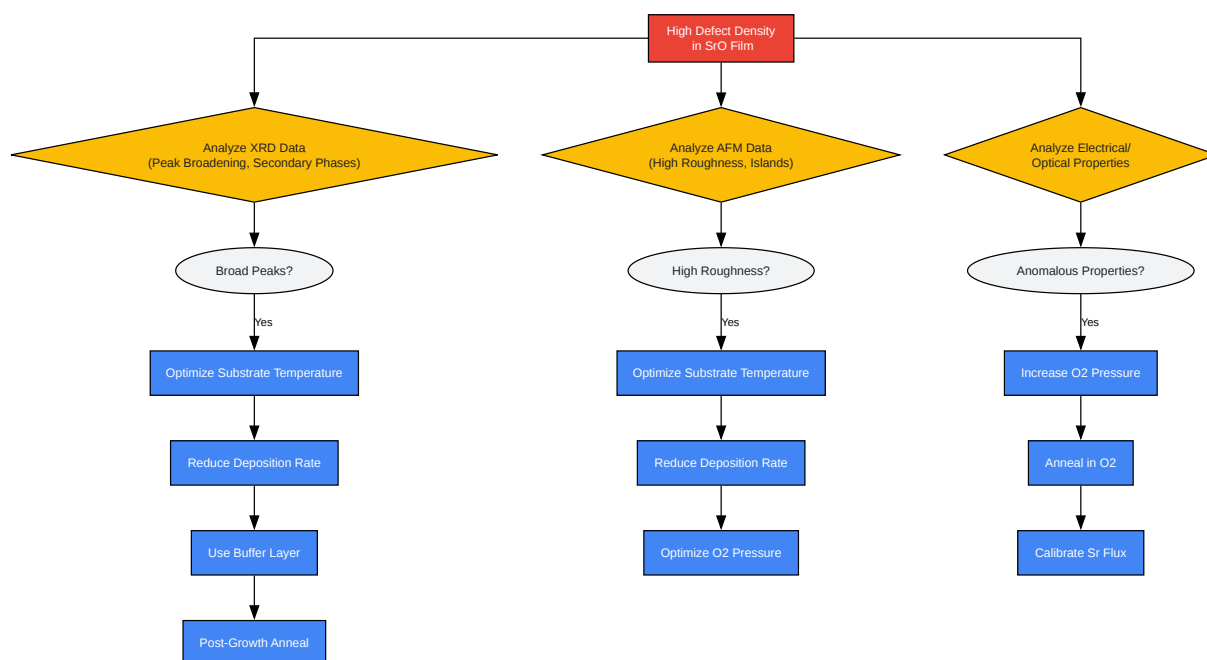 High Defect Density
in SrO Film
Analyze XRD Data
(Peak Broadening, Secondary Phases)
Analyze AFM Data
(High Roughness, Islands)
Analyze Electrical/
Optical Properties
Broad Peaks?
High Roughness?
Anomalous Properties?
Yes
Yes
Yes
Optimize Substrate Temperature
Optimize Substrate Temperature
Increase O2 Pressure
Reduce Deposition Rate
Reduce Deposition Rate
Anneal in O2
Use Buffer Layer
Optimize O2 Pressure
Calibrate Sr Flux
Post-Growth Anneal